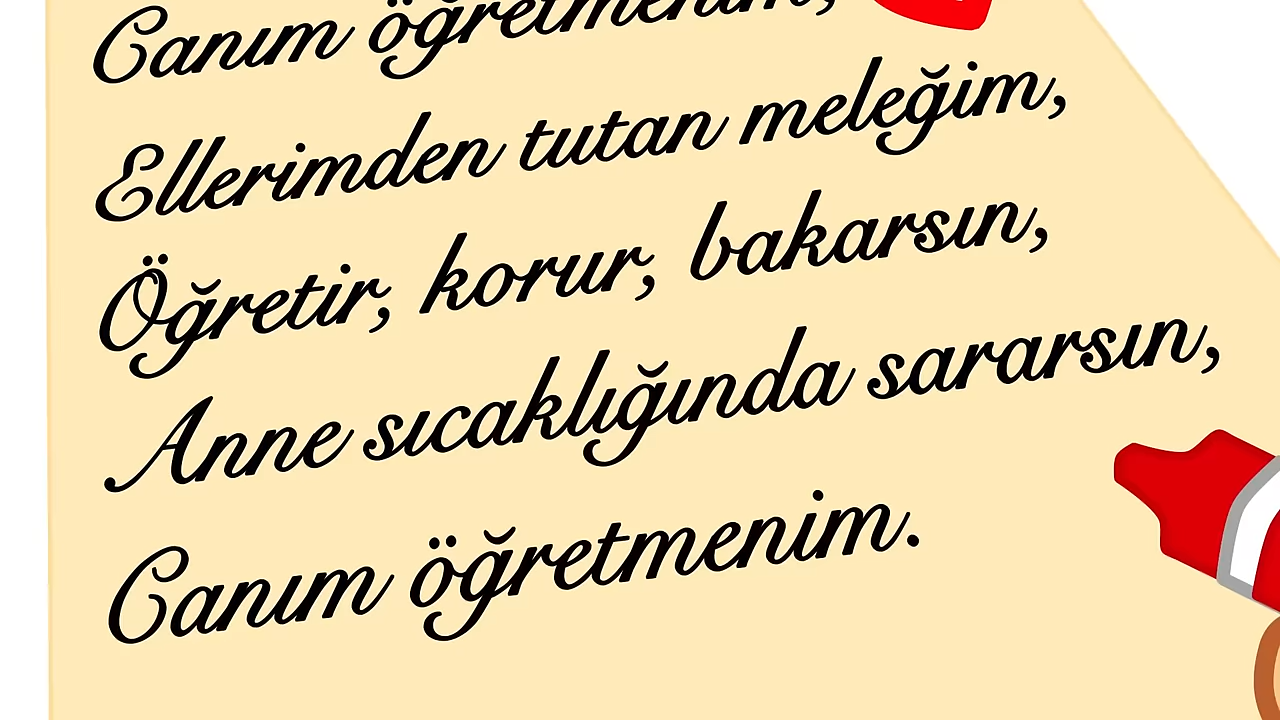 Canım öğretmenim,
Ellerimden tutan meleğim,
Öğretir, korur, bakarsın,
Anne sıcaklığında sararsın,
Canım öğretmenim.